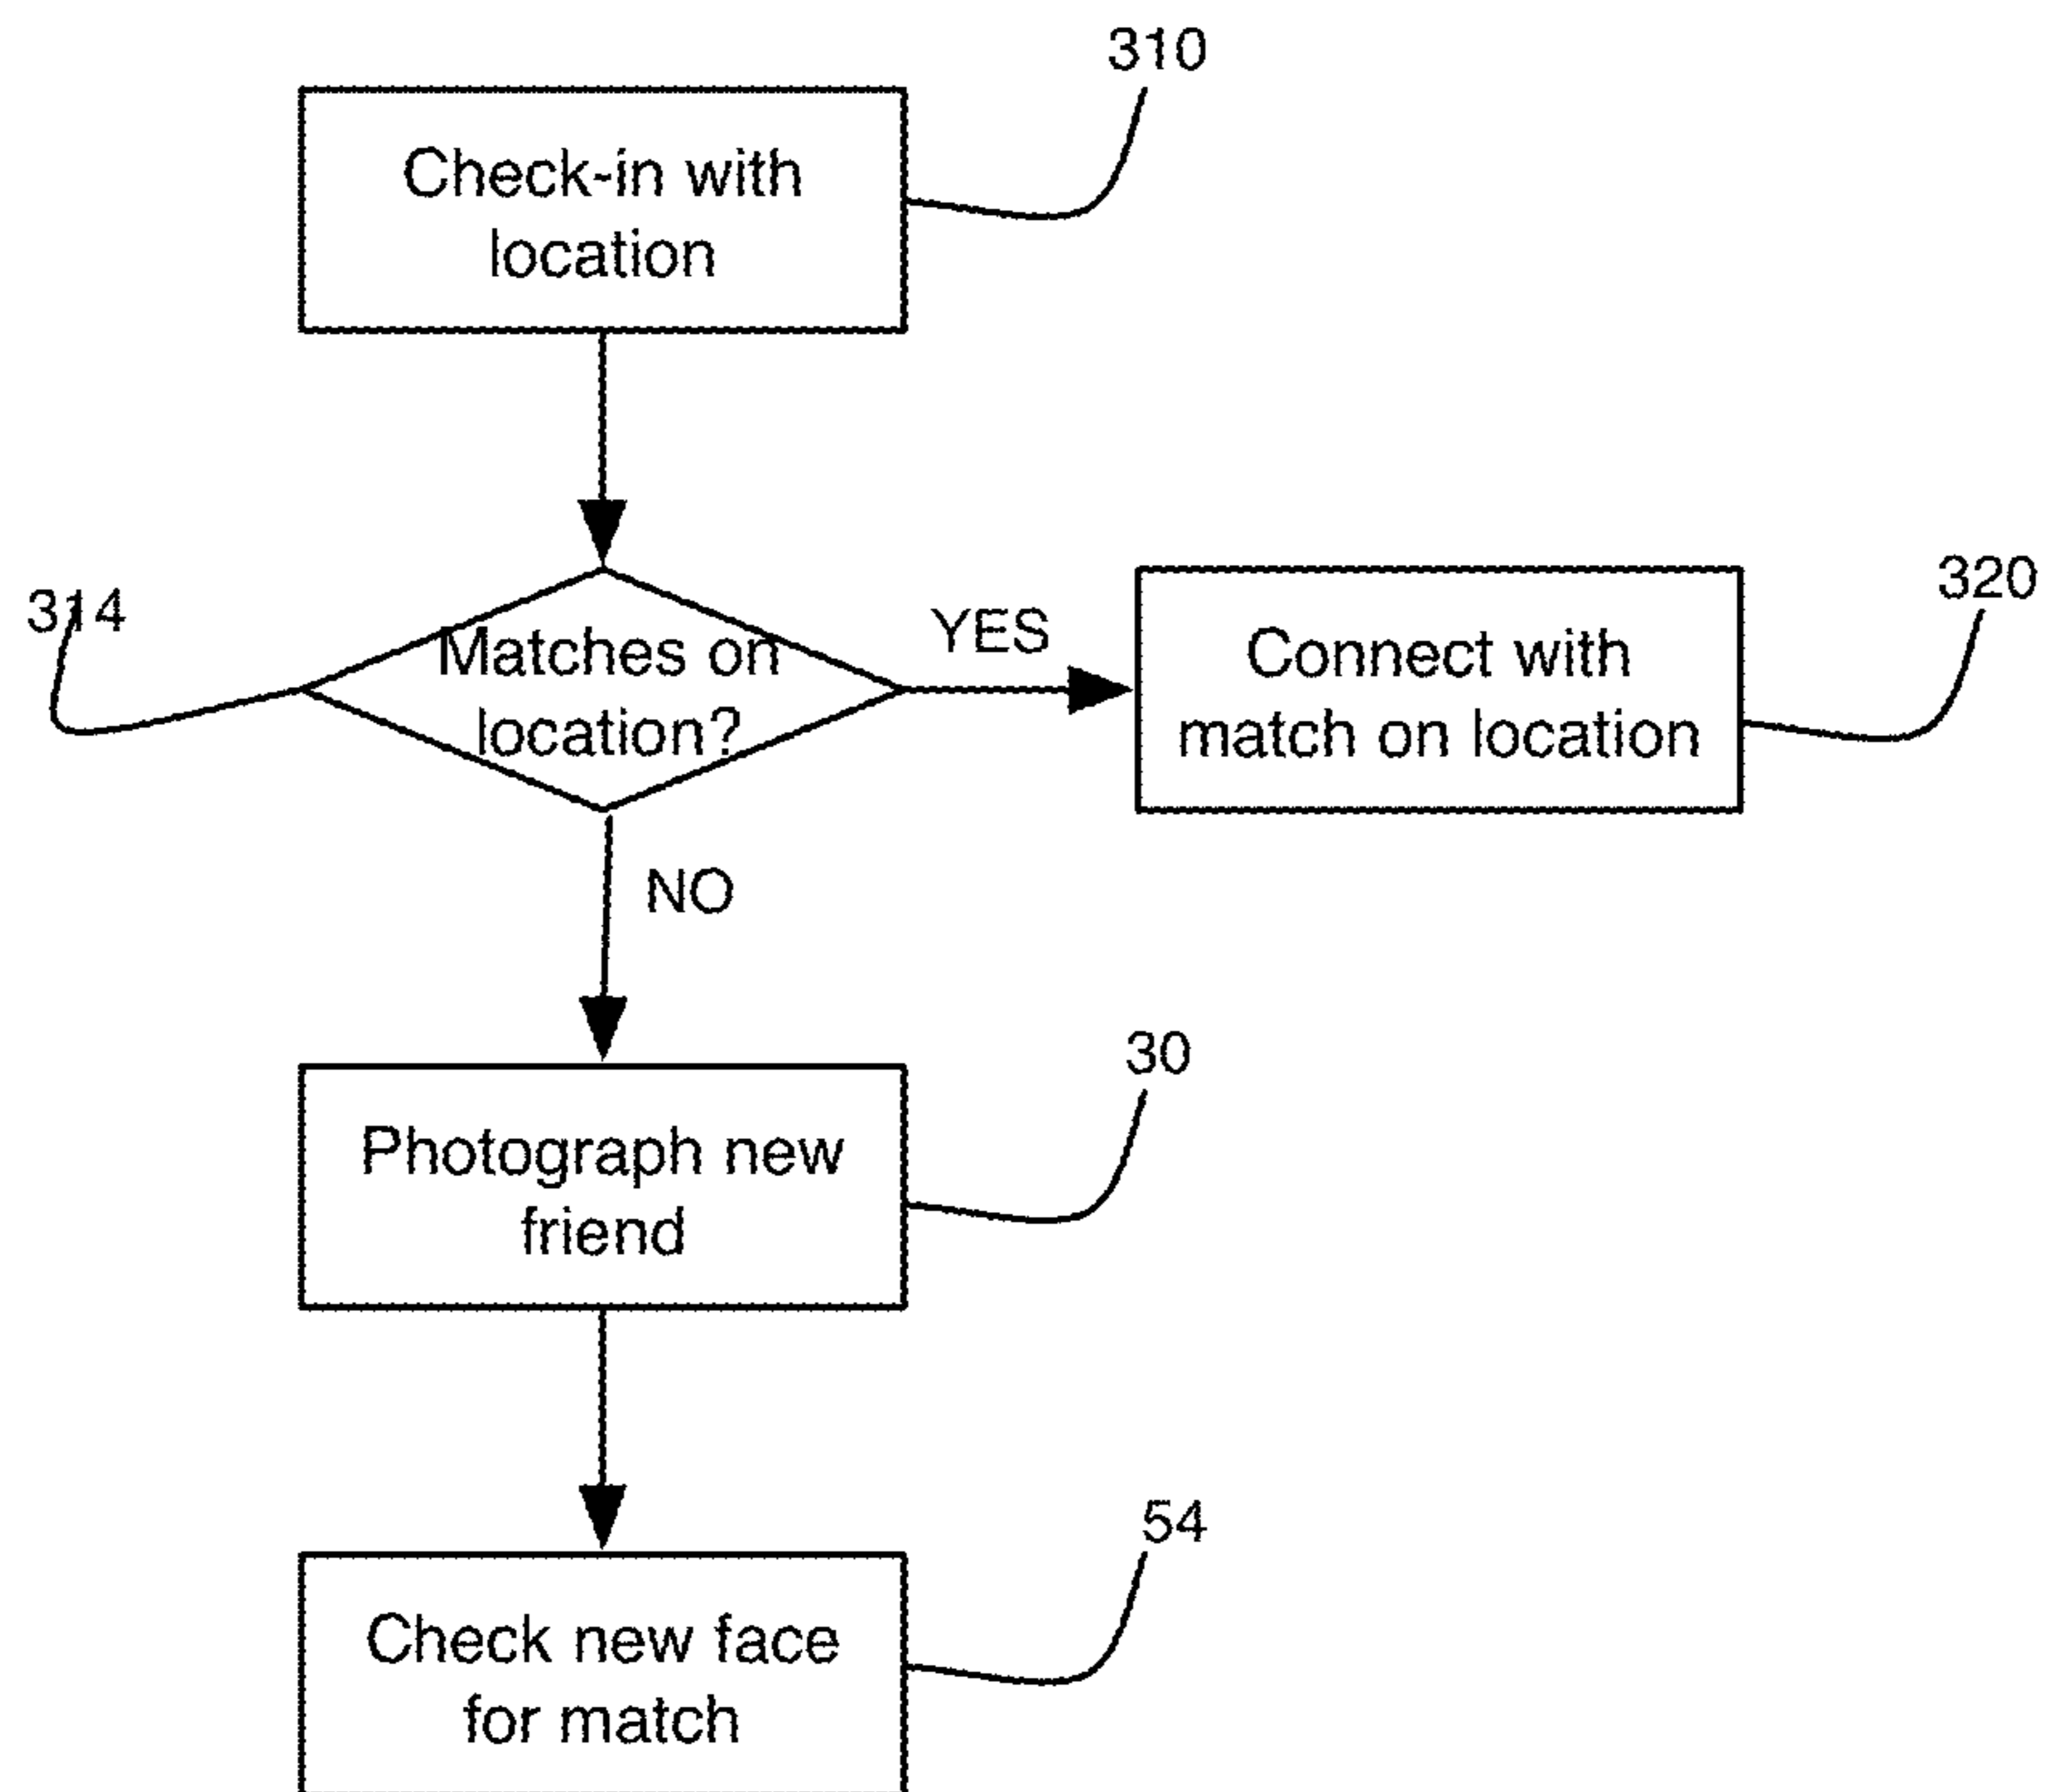 310
Check-in with
location
314
Matches on
location?
YES
Connect with
match on location
320
NO
30
Photograph new
friend
54
Check new face
for match